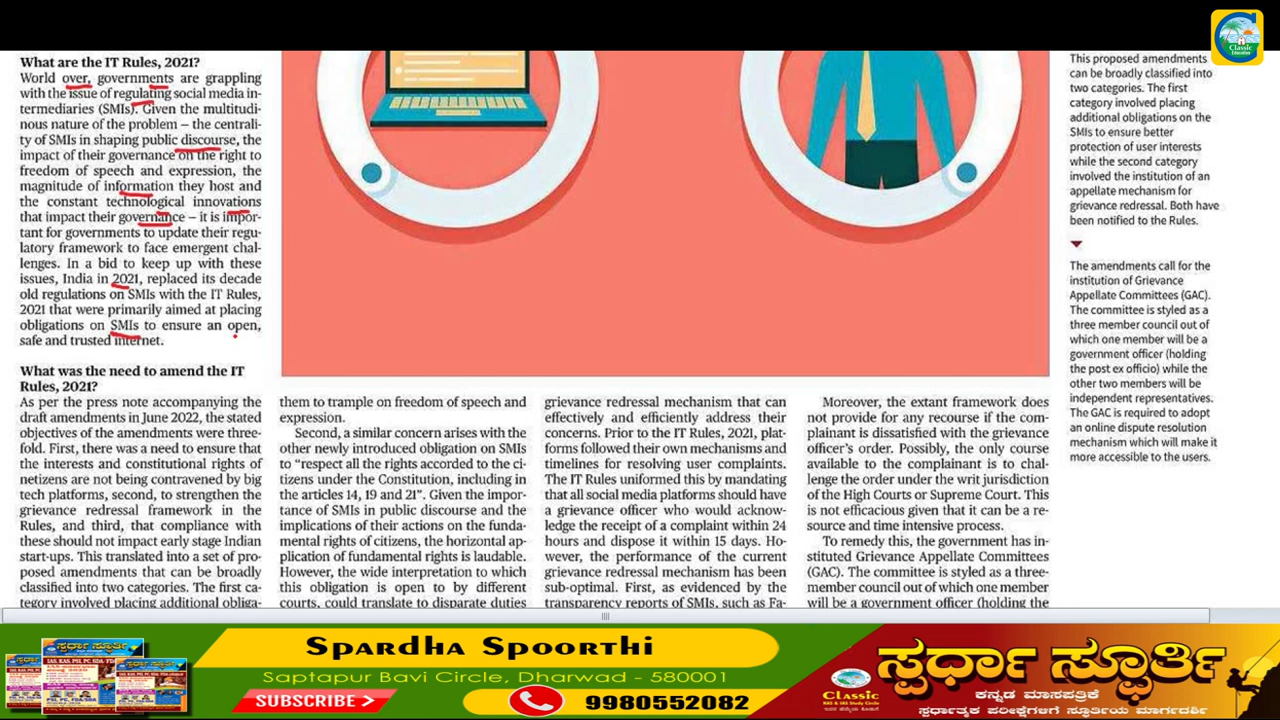 Classic
Education
What are the IT Rules, 2021?
World over, governments are grappling
with the issue of regulating social media in-
termediaries (SMIs). Given the multitudi-
nous nature of the problem – the centrali-
ty of SMIs in shaping public discourse, the
impact of their governance on the right to
freedom of speech and expression, the
magnitude of information they host and
the constant technological innovations
that impact their governance – it is impor-
tant for governments to update their regu-
latory framework to face emergent chal-
lenges. In a bid to keep up with these
issues, India in 2021, replaced its decade
old regulations on SMIs with the IT Rules,
2021 that were primarily aimed at placing
obligations on SMIs to ensure an open,
safe and trusted internet.
What was the need to amend the IT
Rules, 2021?
As per the press note accompanying the
draft amendments in June 2022, the stated
objectives of the amendments were three-
fold. First, there was a need to ensure that
the interests and constitutional rights of
netizens are not being contravened by big
tech platforms, second, to strengthen the
grievance redressal framework in the
Rules, and third, that compliance with
these should not impact early stage Indian
start-ups. This translated into a set of pro-
posed amendments that can be broadly
classified into two categories. The first ca-
tegory involved placing additional obliga-
them to trample on freedom of speech and
expression.
Second, a similar concern arises with the
other newly introduced obligation on SMIs
to “respect all the rights accorded to the ci-
tizens under the Constitution, including in
the articles 14, 19 and 21”. Given the impor-
tance of SMIs in public discourse and the
implications of their actions on the funda-
mental rights of citizens, the horizontal ap-
plication of fundamental rights is laudable.
However, the wide interpretation to which
this obligation is open to by different
courts, could translate to disparate duties
grievance redressal mechanism that can
effectively and efficiently address their
concerns. Prior to the IT Rules, 2021, plat-
forms followed their own mechanisms and
timelines for resolving user complaints.
The IT Rules uniformed this by mandating
that all social media platforms should have
a grievance officer who would acknow-
ledge the receipt of a complaint within 24
hours and dispose it within 15 days. Ho-
wever, the performance of the current
grievance redressal mechanism has been
sub-optimal. First, as evidenced by the
transparency reports of SMIs, such as Fa-
Moreover, the extant framework does
not provide for any recourse if the com-
plainant is dissatisfied with the grievance
officer’s order. Possibly, the only course
available to the complainant is to chal-
lenge the order under the writ jurisdiction
of the High Courts or Supreme Court. This
is not efficacious given that it can be a re-
source and time intensive process.
To remedy this, the government has in-
stituted Grievance Appellate Committees
(GAC). The committee is styled as a three-
member council out of which one member
will be a government officer (holding the
This proposed amendments
can be broadly classified into
two categories. The first
category involved placing
additional obligations on the
SMIs to ensure better
protection of user interests
while the second category
involved the institution of an
appellate mechanism for
grievance redressal. Both have
been notified to the Rules.
The amendments call for the
institution of Grievance
Appellate Committees (GAC).
The committee is styled as a
three member council out of
which one member will be a
government officer (holding
the post ex officio) while the
other two members will be
independent representatives.
The GAC is required to adopt
an online dispute resolution
mechanism which will make it
more accessible to the users.
Spardha Spoorthi
Saptapur Bavi Circle, Dharwad - 580001
SUBSCRIBE
9980552082
ಸ್ಪರ್ಧಾ ಸ್ಫೂರ್ತಿ
ಕನ್ನಡ ಮಾಸಪತ್ರಿಕೆ
ಸ್ಪರ್ಧಾತ್ಮಕ ಪರೀಕ್ಷೆಗಳಿಗೆ ಸ್ಫೂರ್ತಿಯ ಮಾರ್ಗದರ್ಶಿ
Classic
KAS & IAS Study Circle